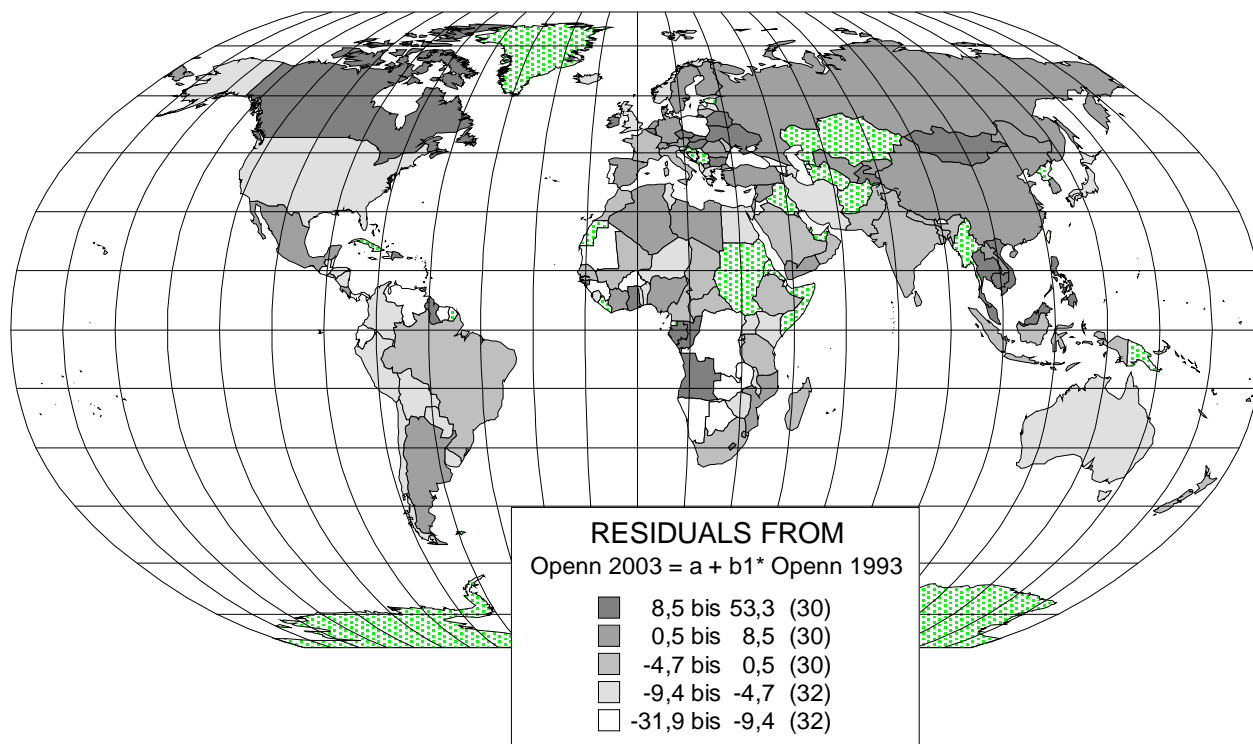 RESIDUALS FROM
Openn 2003 = a + b1* Openn 1993
8,5 bis 53,3 (30)
0,5 bis 8,5 (30)
-4,7 bis 0,5 (30)
-9,4 bis -4,7 (32)
-31,9 bis -9,4 (32)